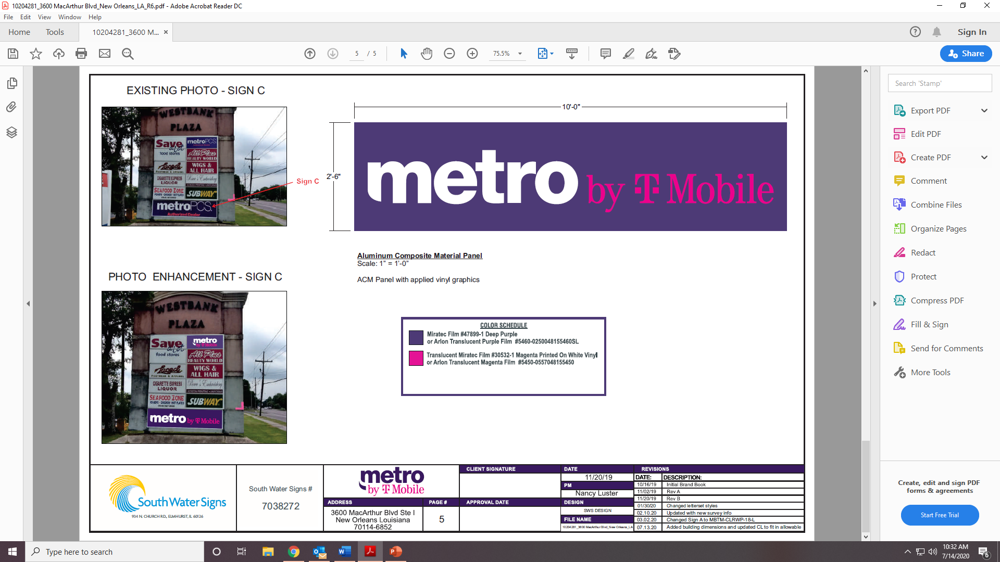 10204281_3600 MacArthur Blvd_New Orleans_LA_R6.pdf - Adobe Acrobat Reader DC
File Edit View Window Help
Home Tools 10204281_3600 M... Sign In
5 / 5 75.5% Share
EXISTING PHOTO - SIGN C
WESTBANK
PLAZA
Save a lot
food stores
metroPCS
All Plus
BEAUTY WORLD
WIGS &
ALL HAIR
CIGARETTE EXPRESS
LIQUOR
SEAFOOD ZONE
SUBWAY
metroPCS.
Authorized Dealer
Sign C
10'-0"
2'-6"
metro by T Mobile
Aluminum Composite Material Panel
Scale: 1" = 1'-0"
ACM Panel with applied vinyl graphics
PHOTO ENHANCEMENT - SIGN C
WESTBANK
PLAZA
Save a lot
food stores
metro
by T Mobile
All Plus
BEAUTY WORLD
WIGS &
ALL HAIR
CIGARETTE EXPRESS
LIQUOR
SEAFOOD ZONE
SUBWAY
metro by T Mobile
COLOR SCHEDULE
Miratec Film #47899-1 Deep Purple
or Arlon Translucent Purple Film #5460-0250048155460SL
Translucent Miratec Film #30532-1 Magenta Printed On White Vinyl
or Arlon Translucent Magenta Film #5450-0557048155450
South Water Signs
934 N. CHURCH RD., ELMHURST, IL 60126
South Water Signs #
7038272
metro
by T Mobile
ADDRESS
3600 MacArthur Blvd Ste I
New Orleans Louisiana
70114-6852
PAGE #
5
CLIENT SIGNATURE
APPROVAL DATE
DATE
11/20/19
PM
Nancy Luster
DESIGN
SWS DESIGN
FILE NAME
10204281_3600 MacArthur Blvd_New Orleans_LA
REVISIONS
DATE: DESCRIPTION:
10/16/19 Initial Brand Book
11/02/19 Rev A
11/20/19 Rev B
01/30/20 Changed letterset styles
02.10.20 Updated with new survey info
03.02.20 Changed Sign A to MBTM-CLRWP-18-L
07.13.20 Added building dimensions and updated CL to fit in allowable
Search 'Stamp'
Export PDF
Edit PDF
Create PDF
Comment
Combine Files
Organize Pages
Redact
Protect
Compress PDF
Fill & Sign
Send for Comments
More Tools
Create, edit and sign PDF
forms & agreements
Start Free Trial
Type here to search
10:32 AM
7/14/2020
6